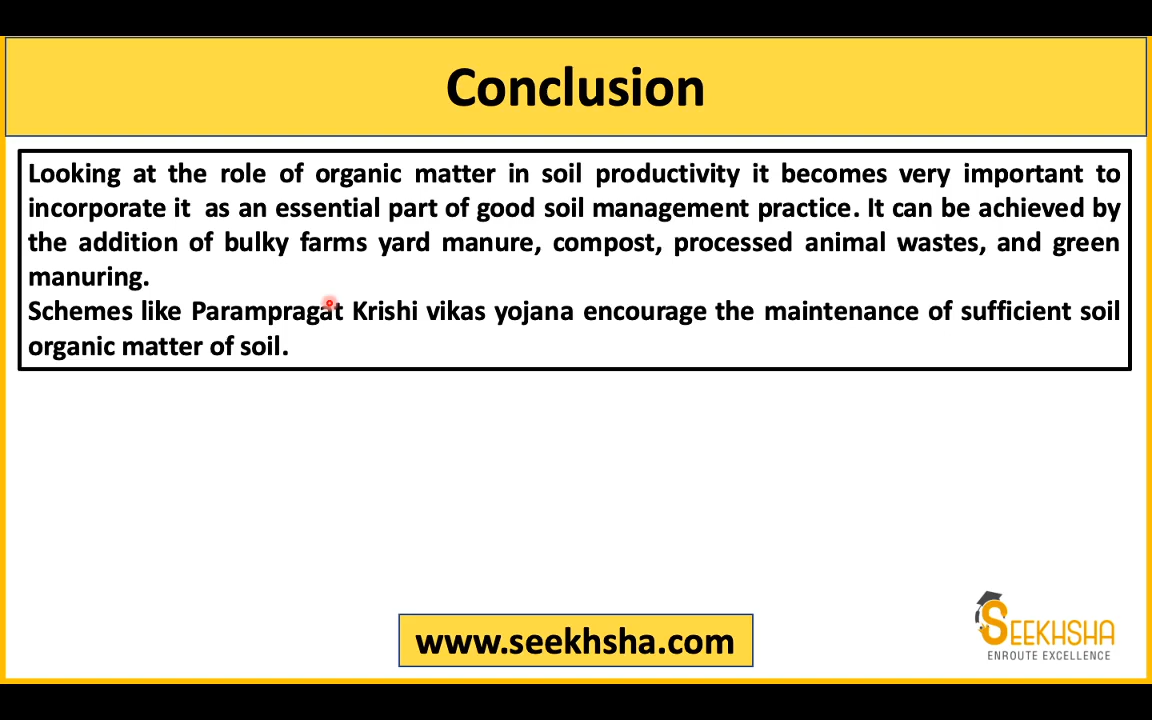 Conclusion
Looking at the role of organic matter in soil productivity it becomes very important to
incorporate it as an essential part of good soil management practice. It can be achieved by
the addition of bulky farms yard manure, compost, processed animal wastes, and green
manuring.
Schemes like Parampragat Krishi vikas yojana encourage the maintenance of sufficient soil
organic matter of soil.
www.seekhsha.com
SEEKHSHA
ENROUTE EXCELLENCE